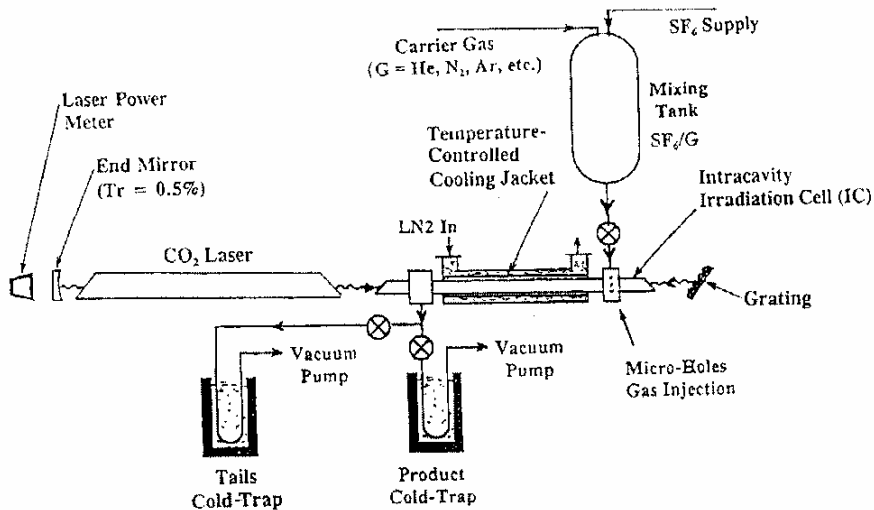 SF₆ Supply
Carrier Gas
(G = He, N₂, Ar, etc.)
Mixing
Tank
SF₆/G
Laser Power
Meter
Temperature-
Controlled
Cooling Jacket
End Mirror
(Tr = 0.5%)
Intracavity
Irradiation Cell (IC)
LN2 In
CO₂ Laser
Grating
Vacuum
Pump
Vacuum
Pump
Micro-Holes
Gas Injection
Tails
Cold-Trap
Product
Cold-Trap